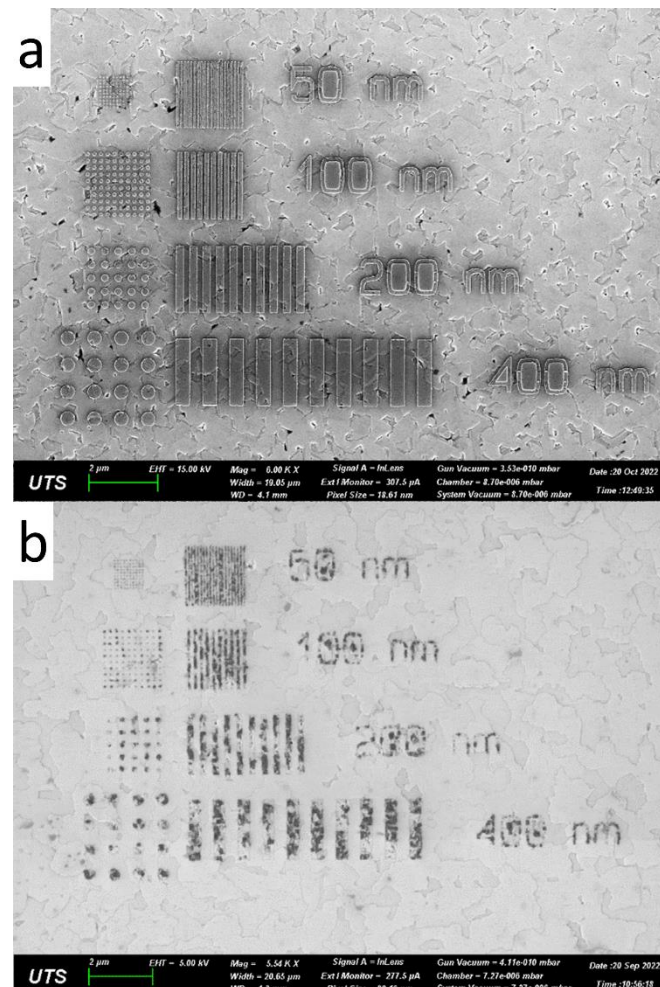 a
50 nm
100 nm
200 nm
400 nm
2 µm EHT = 15.00 kV Mag = 6.00 K X Signal A = InLens Gun Vacuum = 3.53e-010 mbar Date :20 Oct 2022
UTS Width = 19.05 µm Ext I Monitor = 307.5 µA Chamber = 8.70e-006 mbar
WD = 4.1 mm Pixel Size = 18.61 nm System Vacuum = 8.70e-006 mbar Time :12:49:35
b
50 nm
100 nm
200 nm
400 nm
2 µm EHT = 5.00 kV Mag = 5.54 K X Signal A = InLens Gun Vacuum = 4.11e-010 mbar Date :20 Sep 2022
UTS Width = 20.65 µm Ext I Monitor = 277.5 µA Chamber = 7.27e-006 mbar
Time :10:56:18